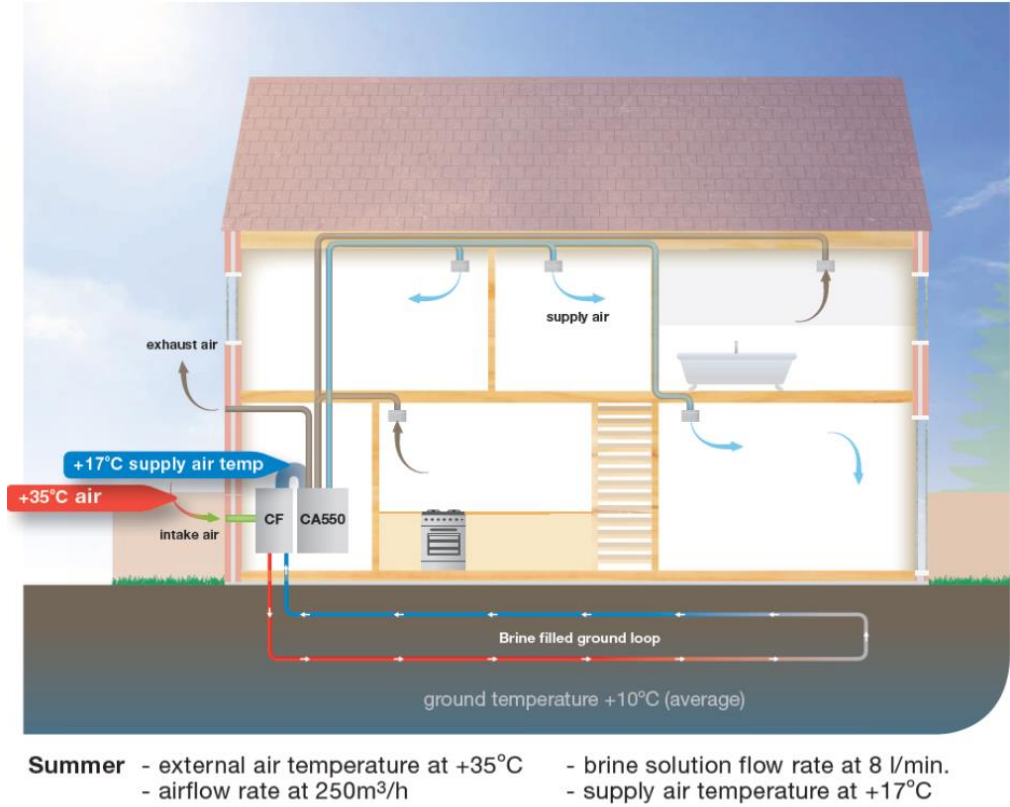 supply air
exhaust air
+17°C supply air temp
+35°C air
CF
CA550
intake air
Brine filled ground loop
ground temperature +10°C (average)
Summer - external air temperature at +35°C
- airflow rate at 250m³/h
- brine solution flow rate at 8 l/min.
- supply air temperature at +17°C